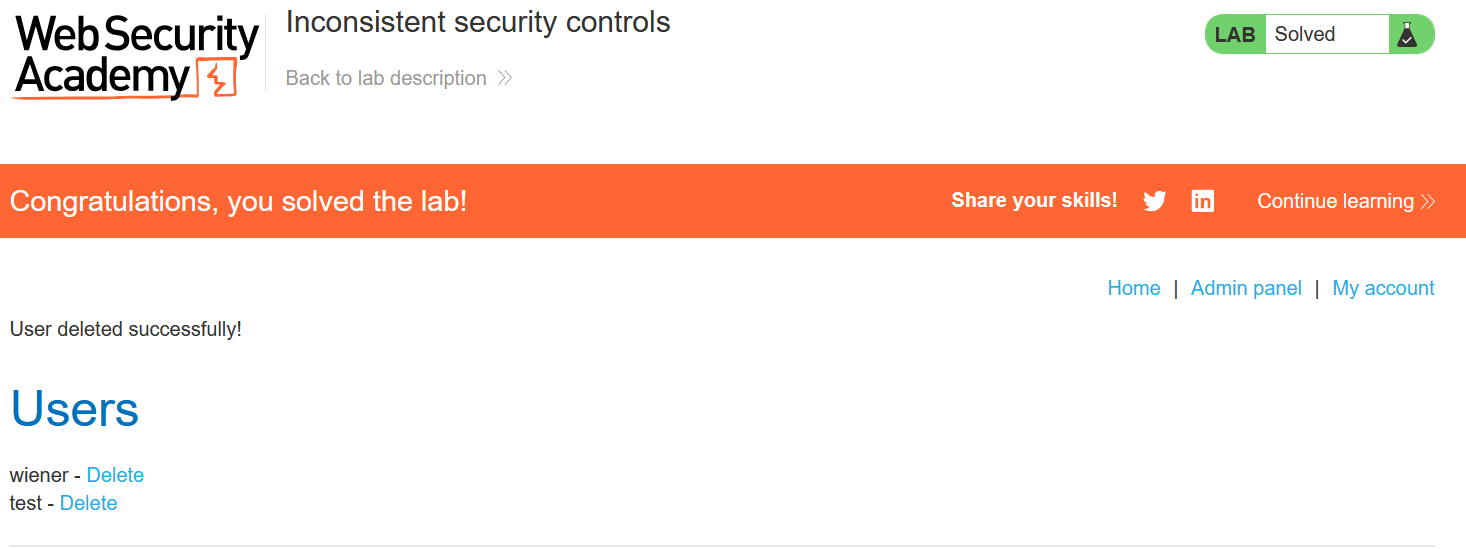 Web Security
Academy
Inconsistent security controls
Back to lab description
LAB Solved
Congratulations, you solved the lab!
Share your skills!
Continue learning
Home | Admin panel | My account
User deleted successfully!
Users
wiener - Delete
test - Delete